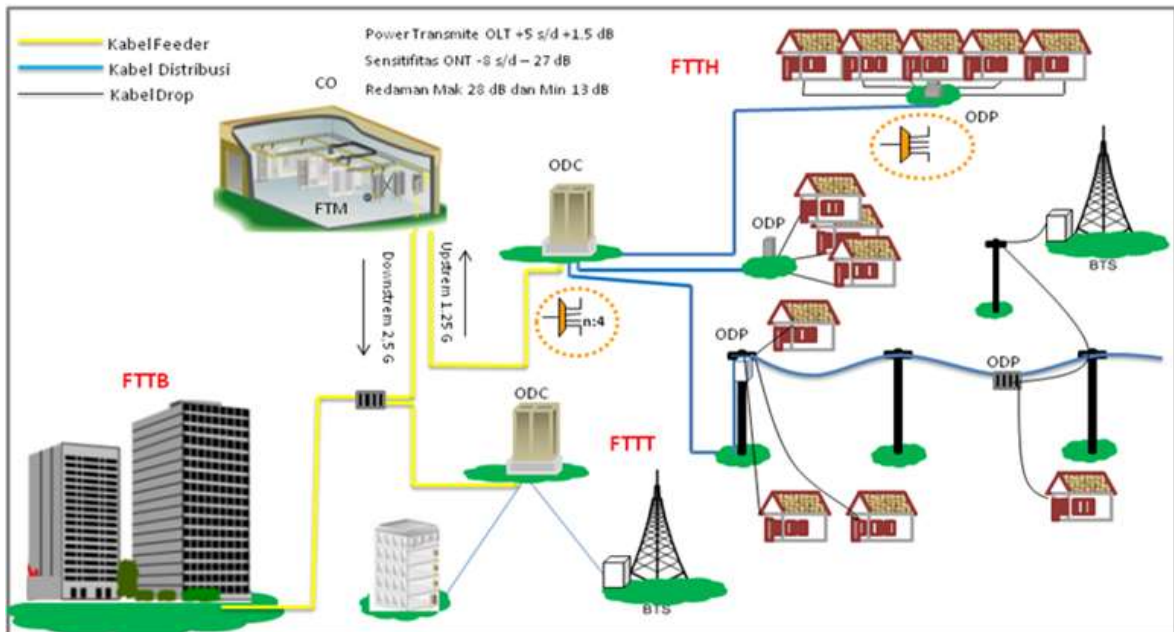 Kabel Feeder
Kabel Distribusi
Kabel Drop
Power Transmite OLT +5 s/d +1.5 dB
Sensitifitas ONT -8 s/d – 27 dB
Redaman Mak 28 dB dan Min 13 dB
CO
FTM
FTTH
ODP
ODC
ODP
BTS
Downstrem 2,5 G
Upstrem 1.25 G
n:4
ODP
ODP
FTTB
ODC
FTTT
BTS